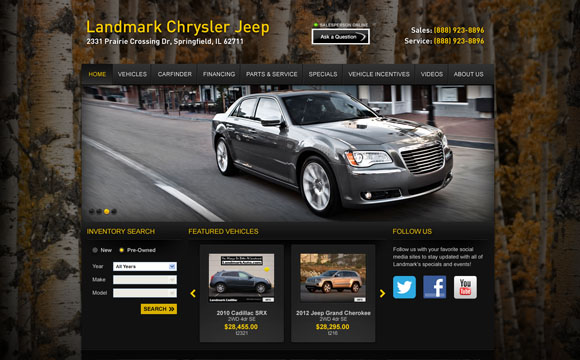 Landmark Chrysler Jeep
2331 Prairie Crossing Dr, Springfield, IL 62711
SALESPERSON ONLINE
Ask a Question
Sales: (888) 923-8896
Service: (888) 923-8896
HOME
VEHICLES
CARFINDER
FINANCING
PARTS & SERVICE
SPECIALS
VEHICLE INCENTIVES
VIDEOS
ABOUT US
INVENTORY SEARCH
New
Pre-Owned
Year
All Years
Make
Model
SEARCH
FEATURED VEHICLES
Landmark Cadillac
2010 Cadillac SRX
2WD 4dr SE
$28,455.00
t2321
2012 Jeep Grand Cherokee
2WD 4dr SE
$28,295.00
t216
FOLLOW US
Follow us with your favorite social
media sites to stay updated with all of
Landmark's specials and events!
You
Tube